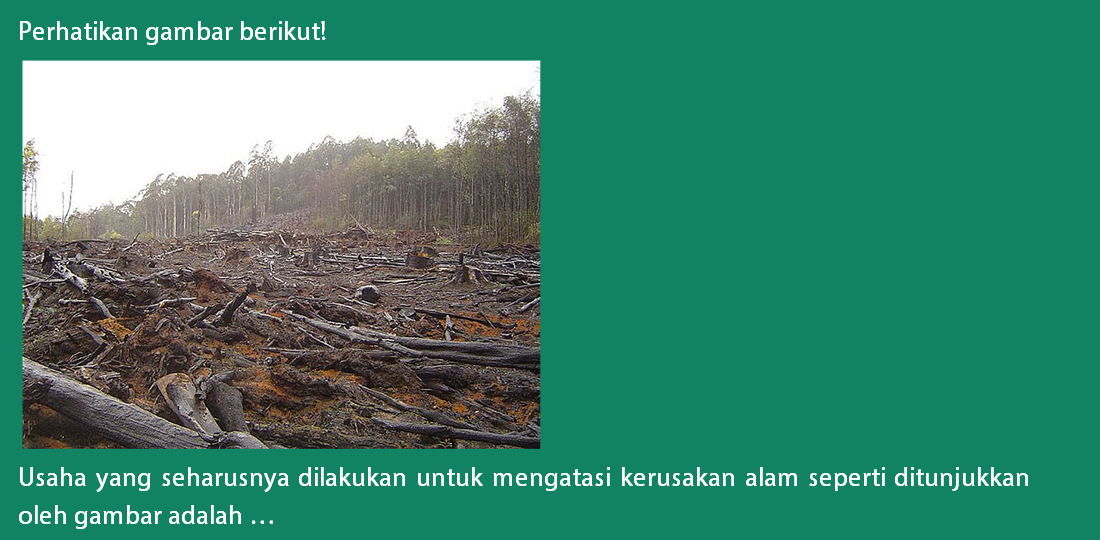 Perhatikan gambar berikut!
Usaha yang seharusnya dilakukan untuk mengatasi kerusakan alam seperti ditunjukkan
oleh gambar adalah ...